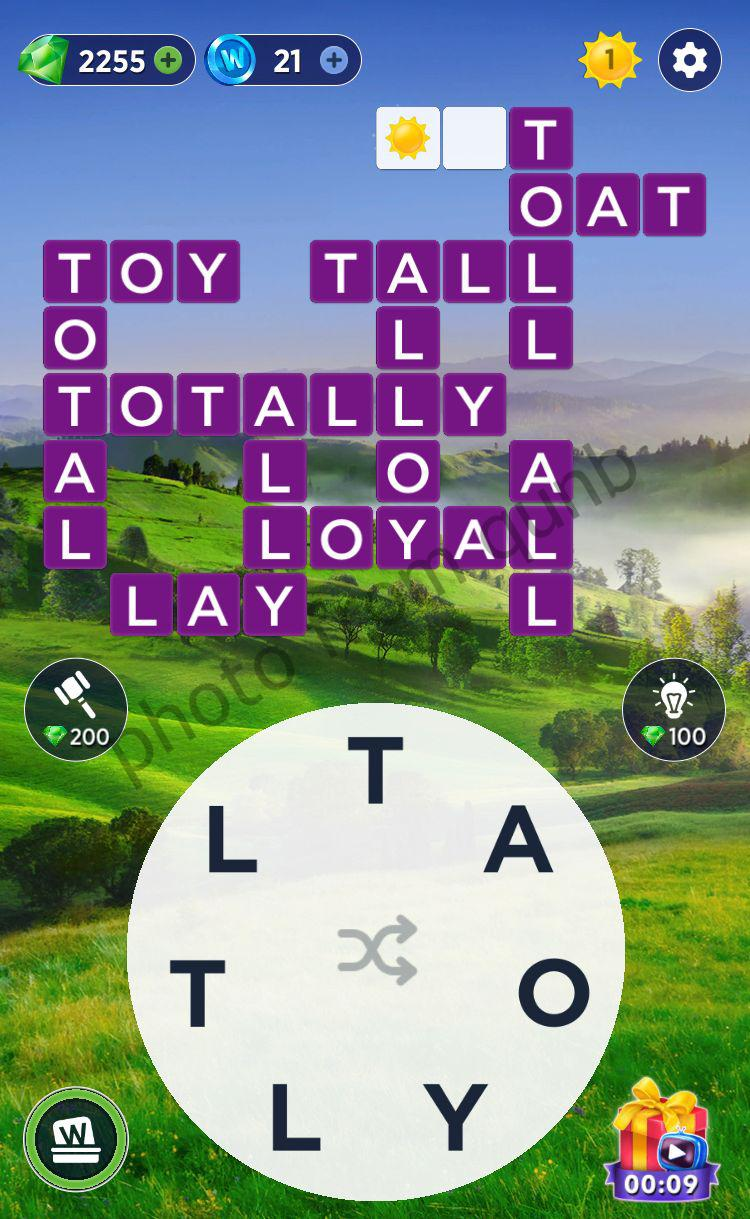 2255 + W 21 + 1
T
OAT
TOY TALL
O L L
TOTALLY
A L O A
L LOYAL
LAY L
200 100
T
L A
T O
L Y
W
00:09